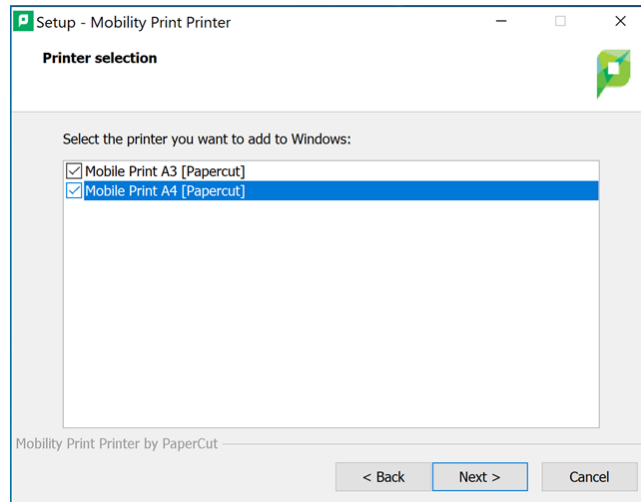 Setup - Mobility Print Printer
Printer selection
Select the printer you want to add to Windows:
Mobile Print A3 [Papercut]
Mobile Print A4 [Papercut]
Mobility Print Printer by PaperCut
< Back Next > Cancel